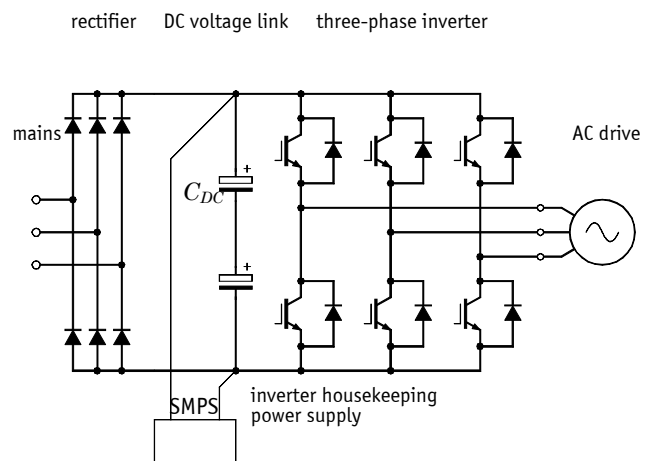 rectifier DC voltage link three-phase inverter
mains
AC drive
+
C_DC
+
inverter housekeeping
power supply
SMPS